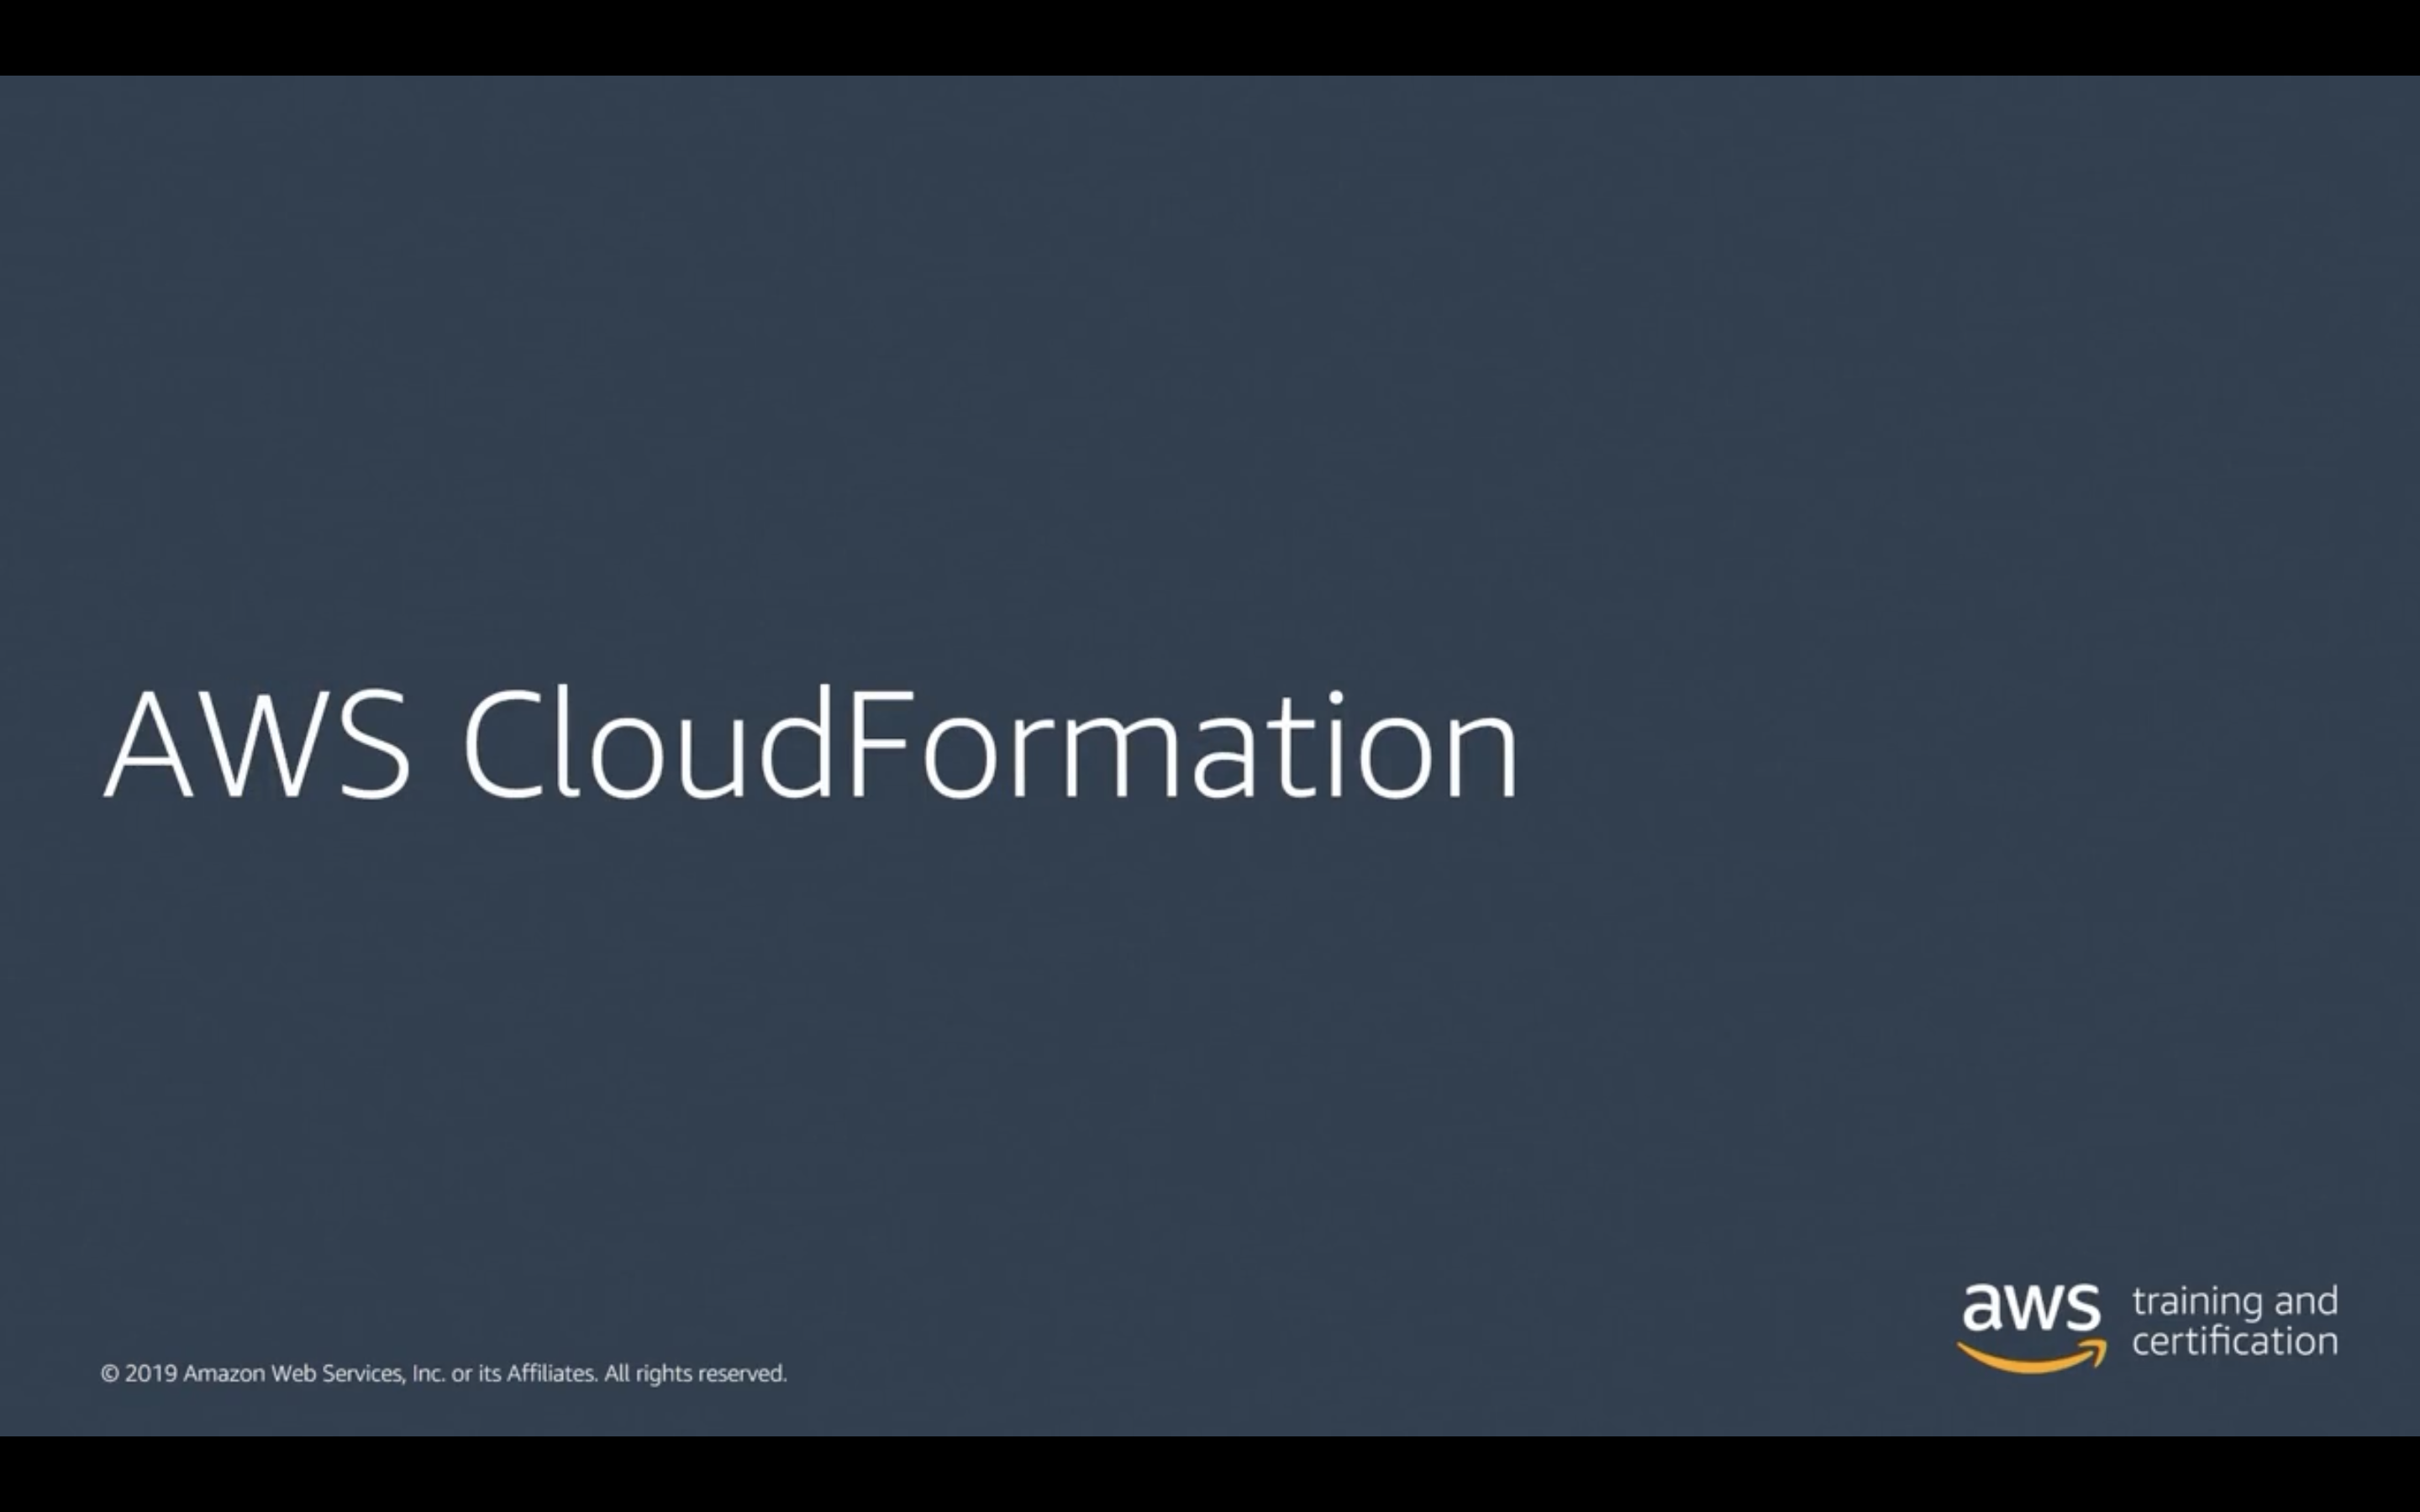 AWS CloudFormation
aws training and
certification
© 2019 Amazon Web Services, Inc. or its Affiliates. All rights reserved.